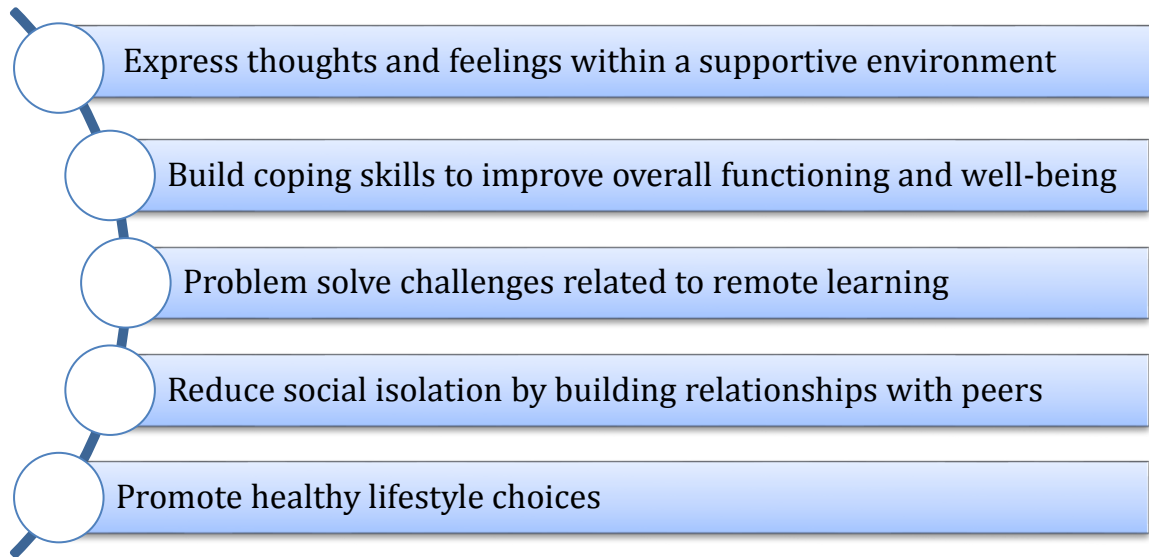 Express thoughts and feelings within a supportive environment
Build coping skills to improve overall functioning and well-being
Problem solve challenges related to remote learning
Reduce social isolation by building relationships with peers
Promote healthy lifestyle choices